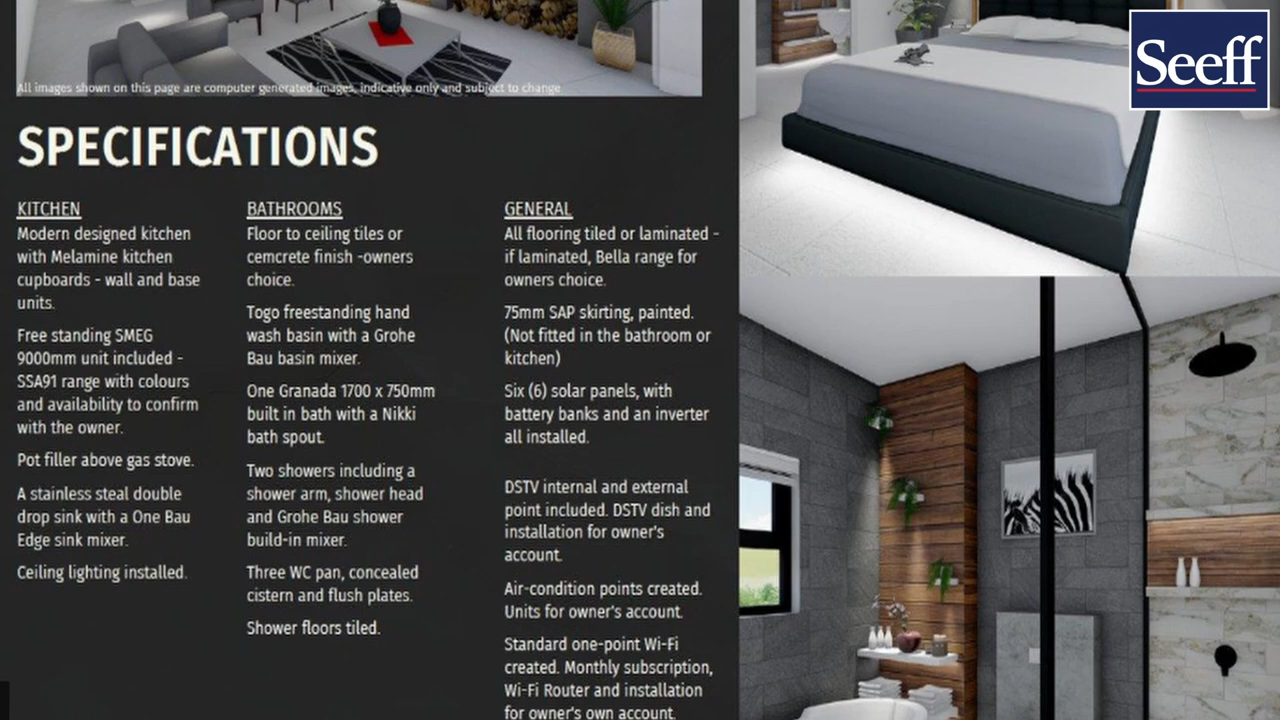 Seeff
All images shown on this page are computer generated images, indicative only and subject to change
SPECIFICATIONS
KITCHEN
Modern designed kitchen
with Melamine kitchen
cupboards - wall and base
units.
Free standing SMEG
9000mm unit included -
SSA91 range with colours
and availability to confirm
with the owner.
Pot filler above gas stove.
A stainless steal double
drop sink with a One Bau
Edge sink mixer.
Ceiling lighting installed.
BATHROOMS
Floor to ceiling tiles or
cemcrete finish -owners
choice.
Togo freestanding hand
wash basin with a Grohe
Bau basin mixer.
One Granada 1700 x 750mm
built in bath with a Nikki
bath spout.
Two showers including a
shower arm, shower head
and Grohe Bau shower
build-in mixer.
Three WC pan, concealed
cistern and flush plates.
Shower floors tiled.
GENERAL
All flooring tiled or laminated -
if laminated, Bella range for
owners choice.
75mm SAP skirting, painted.
(Not fitted in the bathroom or
kitchen)
Six (6) solar panels, with
battery banks and an inverter
all installed.
DSTV internal and external
point included. DSTV dish and
installation for owner's
account.
Air-condition points created.
Units for owner's account.
Standard one-point Wi-Fi
created. Monthly subscription,
Wi-Fi Router and installation
for owner's own account.